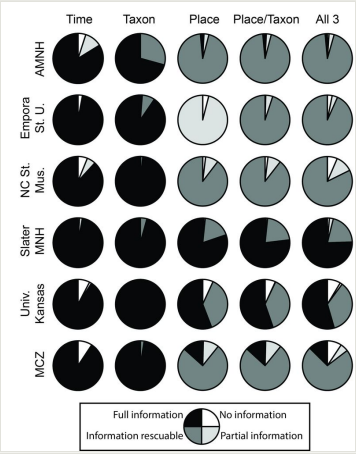 Time Taxon Place Place/Taxon All 3
AMNH
Empora
St. U.
NC St.
Mus.
Slater
MNH
Univ.
Kansas
MCZ
Full information No information
Information rescuable Partial information